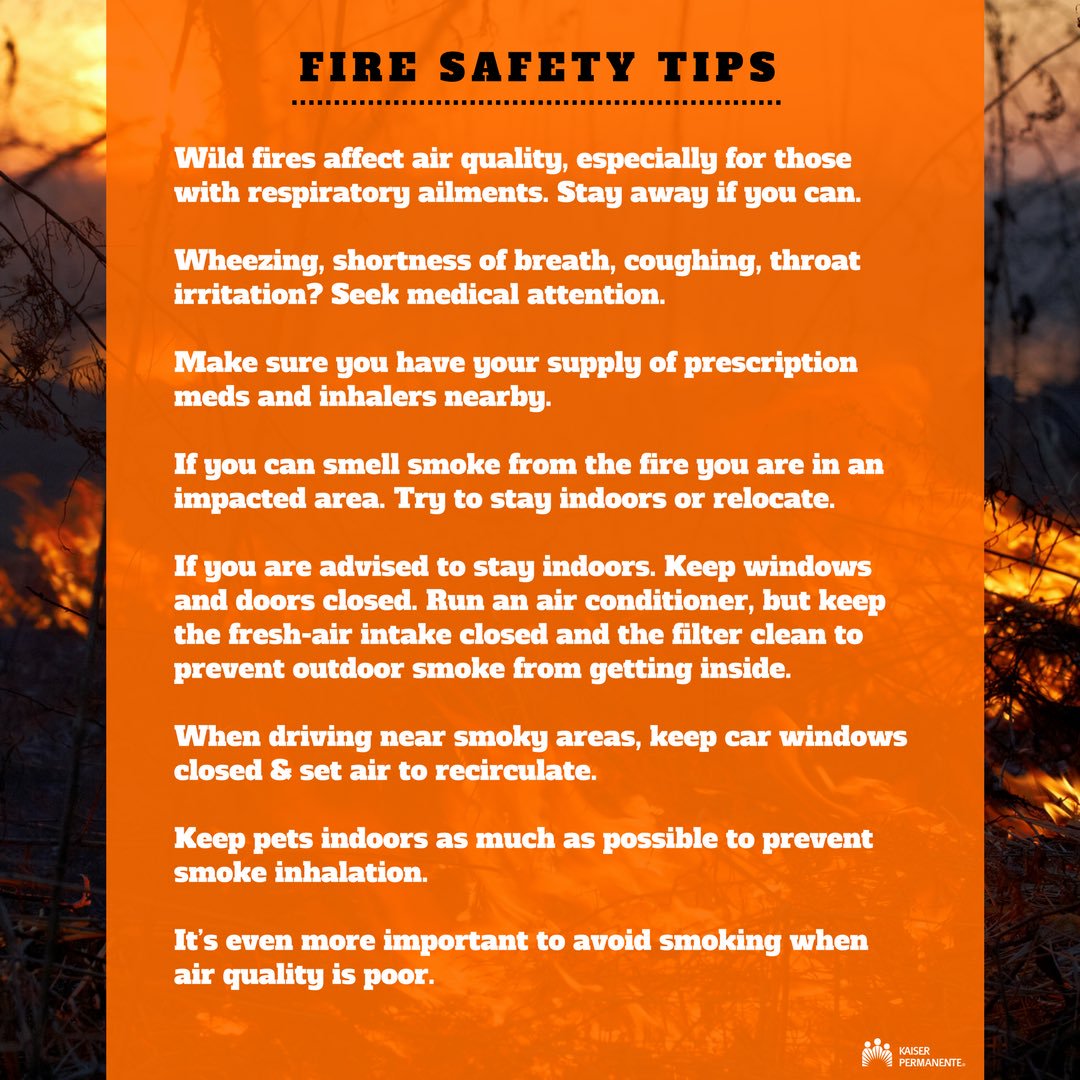 FIRE SAFETY TIPS
Wild fires affect air quality, especially for those
with respiratory ailments. Stay away if you can.
Wheezing, shortness of breath, coughing, throat
irritation? Seek medical attention.
Make sure you have your supply of prescription
meds and inhalers nearby.
If you can smell smoke from the fire you are in an
impacted area. Try to stay indoors or relocate.
If you are advised to stay indoors. Keep windows
and doors closed. Run an air conditioner, but keep
the fresh-air intake closed and the filter clean to
prevent outdoor smoke from getting inside.
When driving near smoky areas, keep car windows
closed & set air to recirculate.
Keep pets indoors as much as possible to prevent
smoke inhalation.
It's even more important to avoid smoking when
air quality is poor.
KAISER
PERMANENTE®